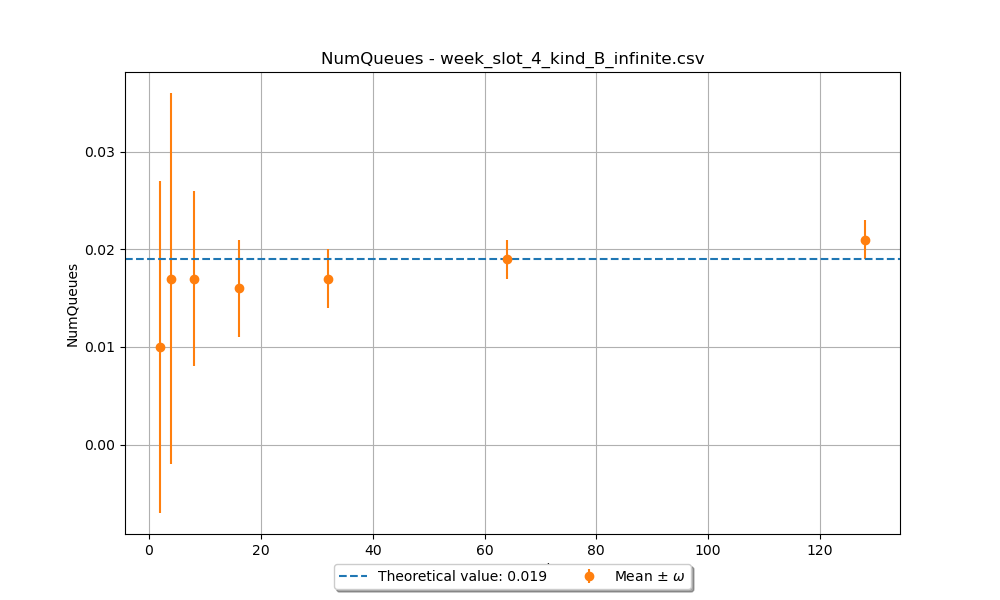 NumQueues - week_slot_4_kind_B_infinite.csv
NumQueues
0.03
0.02
0.01
0.00
0 20 40 60 80 100 120
Theoretical value: 0.019 Mean ± ω